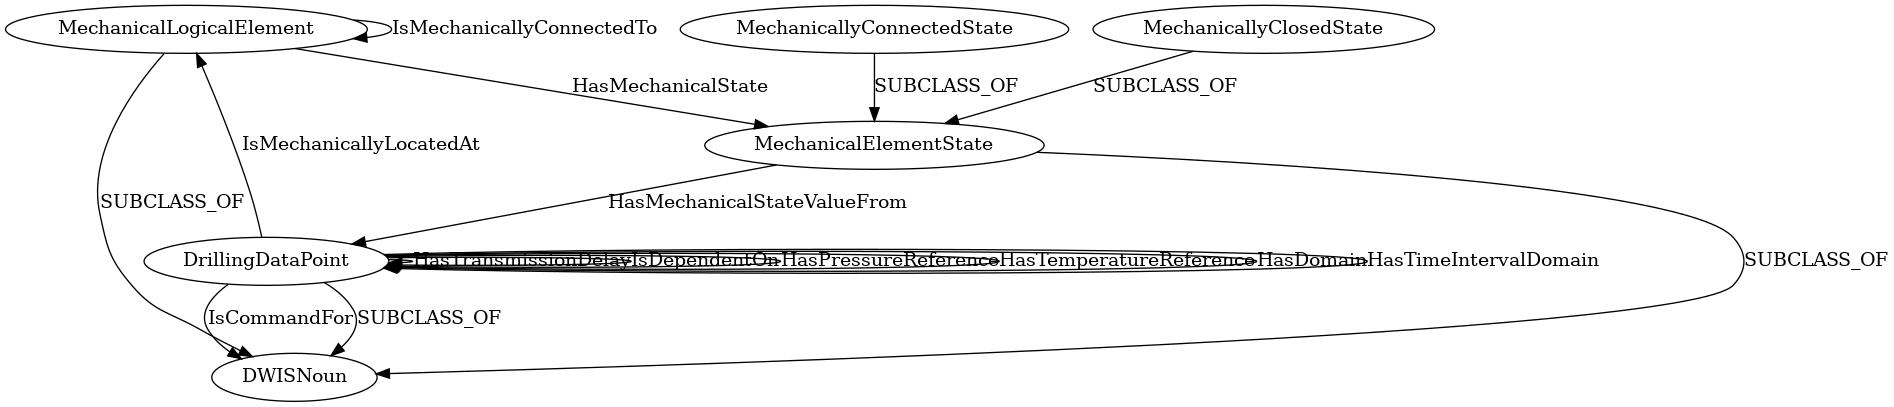 MechanicalLogicalElement
IsMechanicallyConnectedTo
MechanicallyConnectedState
MechanicallyClosedState
HasMechanicalState
SUBCLASS_OF
SUBCLASS_OF
IsMechanicallyLocatedAt
MechanicalElementState
SUBCLASS_OF
HasMechanicalStateValueFrom
DrillingDataPoint
HasTransmissionDelay
IsDependentOn
HasPressureReference
HasTemperatureReference
HasDomain
HasTimeIntervalDomain
SUBCLASS_OF
IsCommandFor
SUBCLASS_OF
DWISNoun